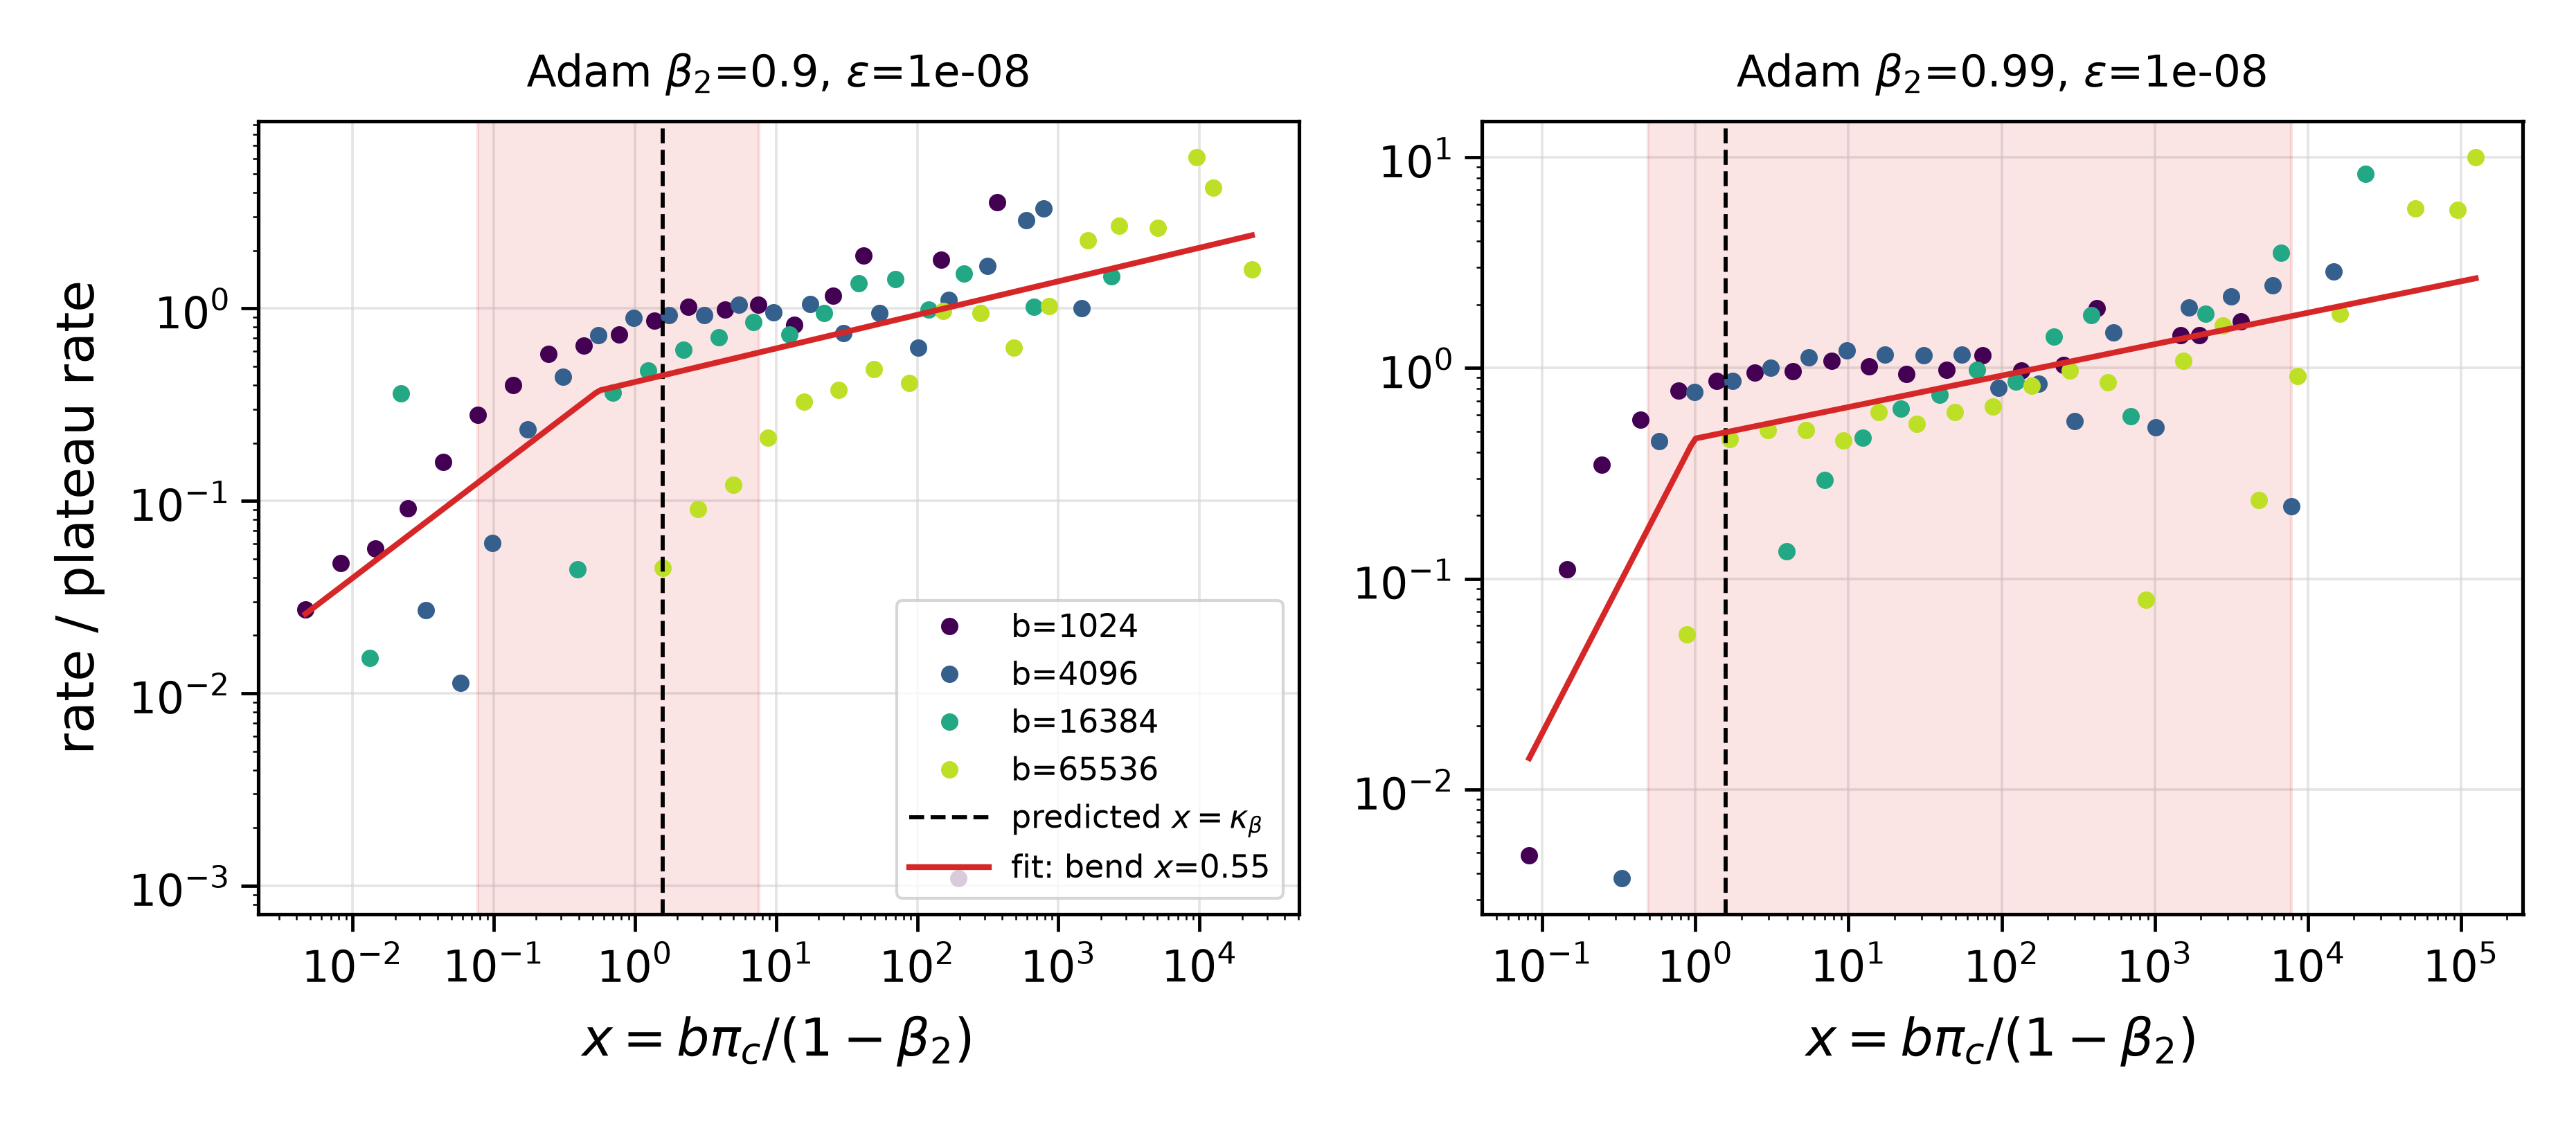 Adam β₂=0.9, ε=1e-08
rate / plateau rate
10⁰
10⁻¹
10⁻²
10⁻³
10⁻² 10⁻¹ 10⁰ 10¹ 10² 10³ 10⁴
x = bπ_c/(1 − β₂)
b=1024
b=4096
b=16384
b=65536
predicted x = κ_β
fit: bend x=0.55
Adam β₂=0.99, ε=1e-08
10¹
10⁰
10⁻¹
10⁻²
10⁻¹ 10⁰ 10¹ 10² 10³ 10⁴ 10⁵
x = bπ_c/(1 − β₂)